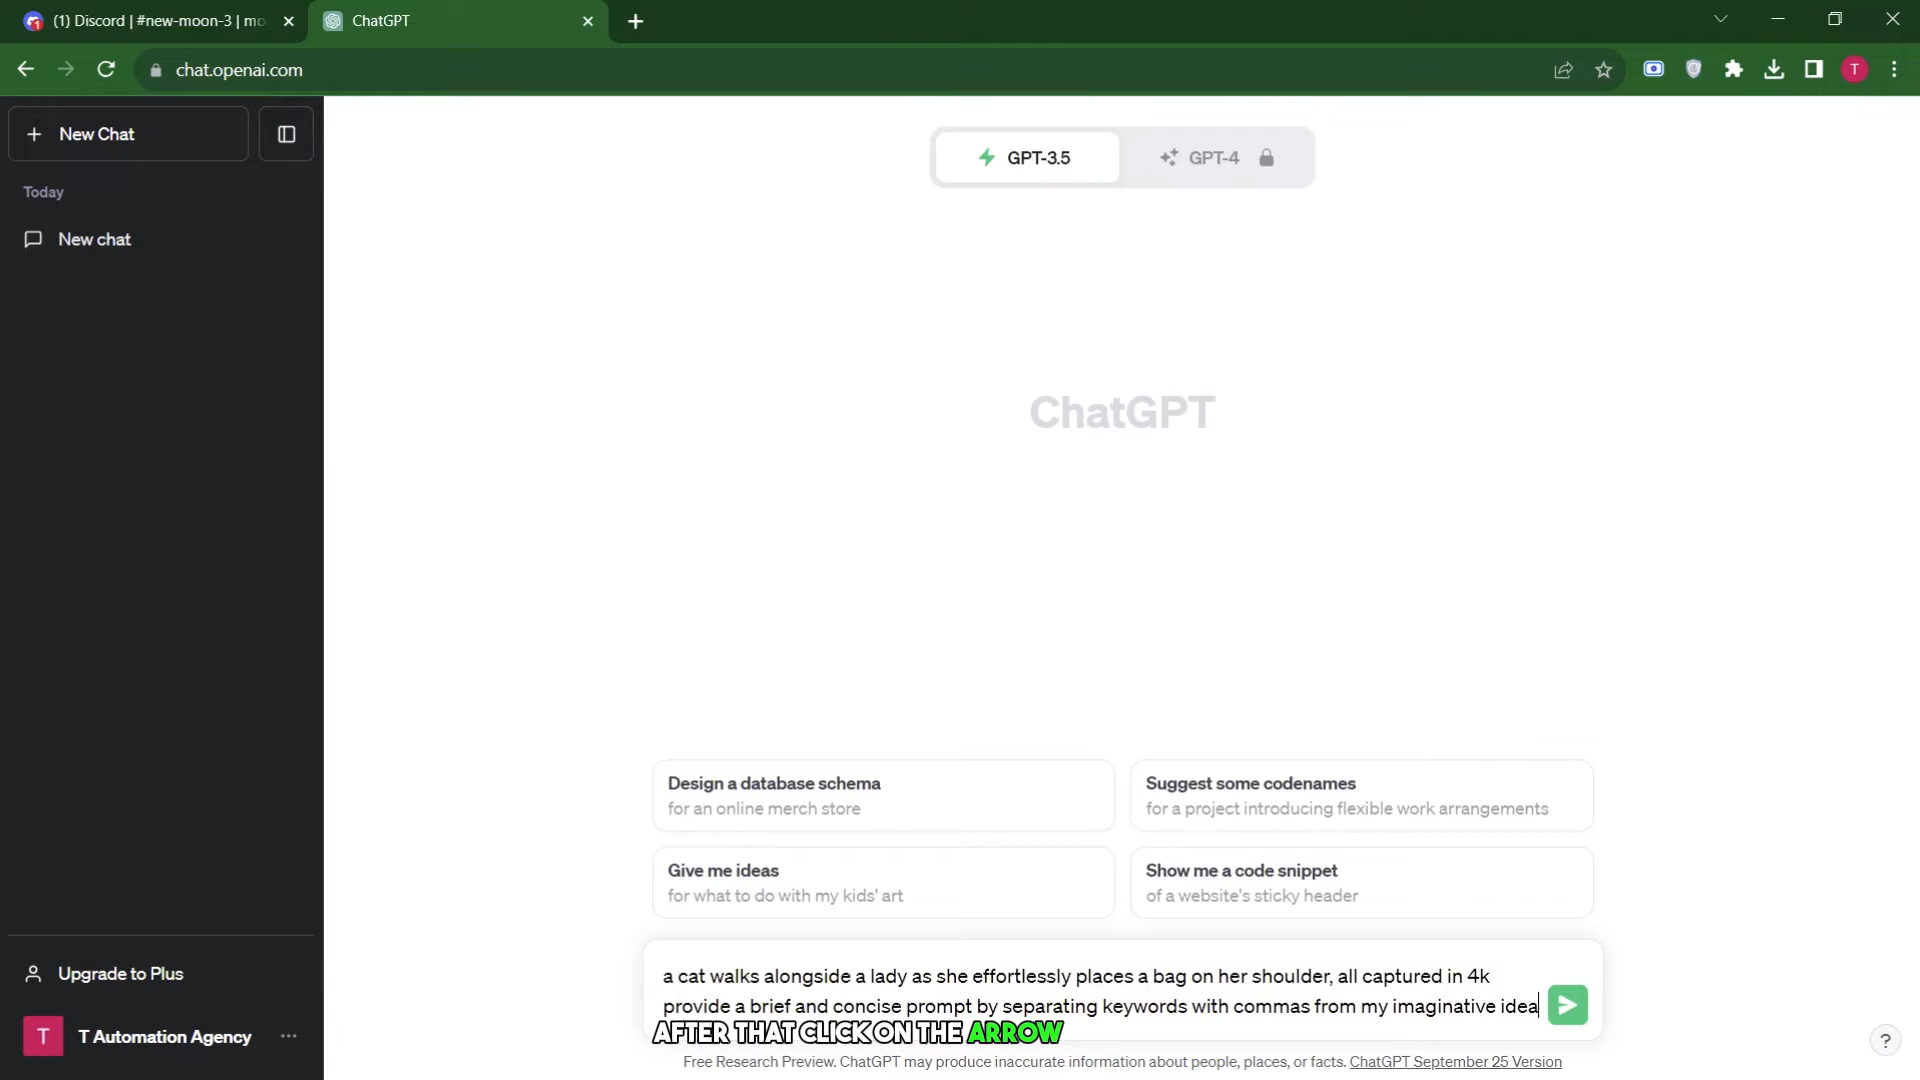 (1) Discord | #new-moon-3 | mo
ChatGPT
chat.openai.com
T
New Chat
Today
New chat
GPT-3.5
GPT-4
ChatGPT
Design a database schema
for an online merch store
Suggest some codenames
for a project introducing flexible work arrangements
Give me ideas
for what to do with my kids' art
Show me a code snippet
of a website's sticky header
a cat walks alongside a lady as she effortlessly places a bag on her shoulder, all captured in 4k
provide a brief and concise prompt by separating keywords with commas from my imaginative idea
AFTER THAT CLICK ON THE ARROW
Free Research Preview. ChatGPT may produce inaccurate information about people, places, or facts. ChatGPT September 25 Version
Upgrade to Plus
T
T Automation Agency
?